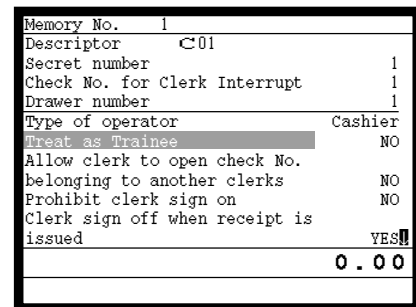 Memory No. 1
Descriptor C01
Secret number 1
Check No. for Clerk Interrupt 1
Drawer number 1
Type of operator Cashier
Treat as Trainee NO
Allow clerk to open check No.
belonging to another clerks NO
Prohibit clerk sign on NO
Clerk sign off when receipt is
issued YES
0.00